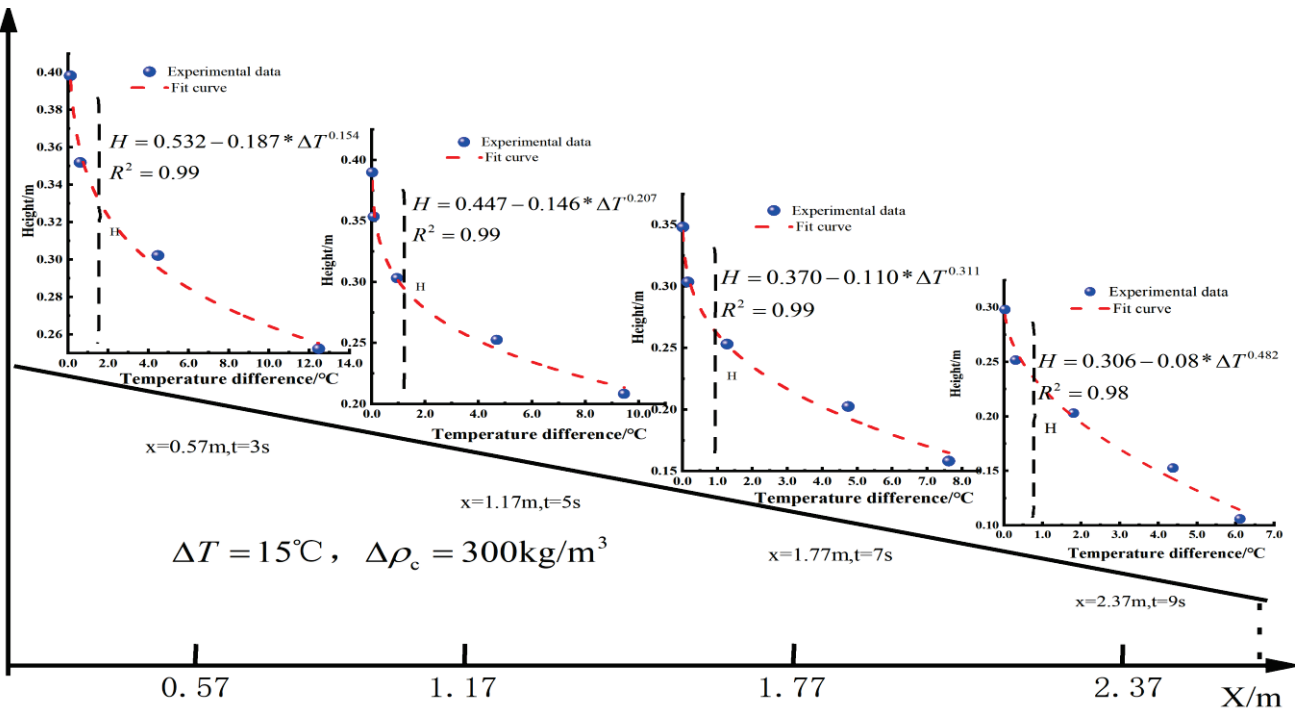 Experimental data
Fit curve
H = 0.532 − 0.187 * ΔT^0.154
R² = 0.99
H
Height/m
0.40
0.38
0.36
0.34
0.32
0.30
0.28
0.26
0.0 2.0 4.0 6.0 8.0 10.0 12.0 14.0
Temperature difference/°C
x=0.57m,t=3s
Experimental data
Fit curve
H = 0.447 − 0.146 * ΔT^0.207
R² = 0.99
H
Height/m
0.40
0.35
0.30
0.25
0.20
0.0 2.0 4.0 6.0 8.0 10.0
Temperature difference/°C
x=1.17m,t=5s
Experimental data
Fit curve
H = 0.370 − 0.110 * ΔT^0.311
R² = 0.99
H
Height/m
0.35
0.30
0.25
0.20
0.15
0.0 1.0 2.0 3.0 4.0 5.0 6.0 7.0 8.0
Temperature difference/°C
x=1.77m,t=7s
Experimental data
Fit curve
H = 0.306 − 0.08 * ΔT^0.482
R² = 0.98
H
Height/m
0.30
0.25
0.20
0.15
0.10
0.0 1.0 2.0 3.0 4.0 5.0 6.0 7.0
Temperature difference/°C
x=2.37m,t=9s
ΔT = 15℃, Δρc = 300kg/m³
0.57 1.17 1.77 2.37 X/m